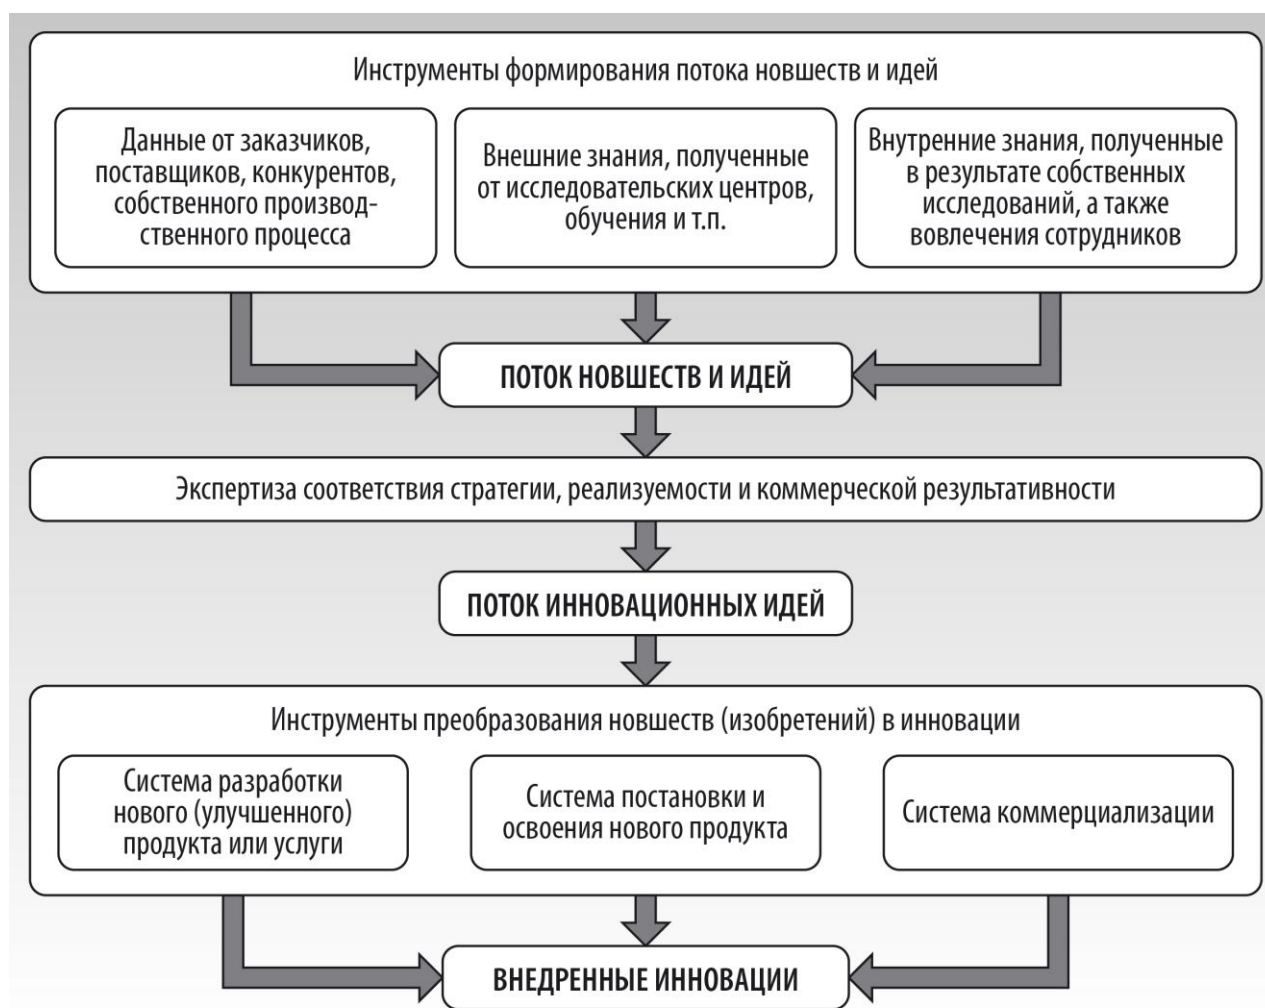 Инструменты формирования потока новшеств и идей
Данные от заказчиков,
поставщиков, конкурентов,
собственного производ-
ственного процесса
Внешние знания, полученные
от исследовательских центров,
обучения и т.п.
Внутренние знания, полученные
в результате собственных
исследований, а также
вовлечения сотрудников
ПОТОК НОВШЕСТВ И ИДЕЙ
Экспертиза соответствия стратегии, реализуемости и коммерческой результативности
ПОТОК ИННОВАЦИОННЫХ ИДЕЙ
Инструменты преобразования новшеств (изобретений) в инновации
Система разработки
нового (улучшенного)
продукта или услуги
Система постановки и
освоения нового продукта
Система коммерциализации
ВНЕДРЕННЫЕ ИННОВАЦИИ